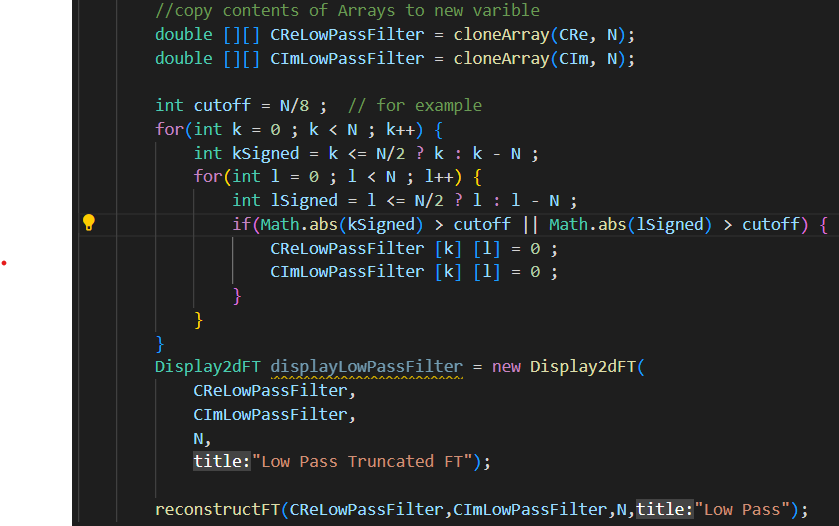 //copy contents of Arrays to new varible
double [][] CReLowPassFilter = cloneArray(CRe, N);
double [][] CImLowPassFilter = cloneArray(CIm, N);
int cutoff = N/8 ;  // for example
for(int k = 0 ; k < N ; k++) {
int kSigned = k <= N/2 ? k : k - N ;
for(int l = 0 ; l < N ; l++) {
int lSigned = l <= N/2 ? l : l - N ;
if(Math.abs(kSigned) > cutoff || Math.abs(lSigned) > cutoff) {
CReLowPassFilter [k] [l] = 0 ;
CImLowPassFilter [k] [l] = 0 ;
}
}
}
Display2dFT displayLowPassFilter = new Display2dFT(
CReLowPassFilter,
CImLowPassFilter,
N,
title:"Low Pass Truncated FT");
reconstructFT(CReLowPassFilter,CImLowPassFilter,N,title:"Low Pass");